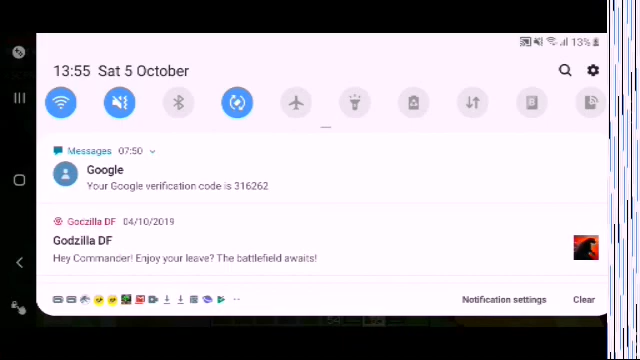 13%
13:55 Sat 5 October
Messages 07:50
Google
Your Google verification code is 316262
Godzilla DF 04/10/2019
Godzilla DF
Hey Commander! Enjoy your leave? The battlefield awaits!
Notification settings Clear